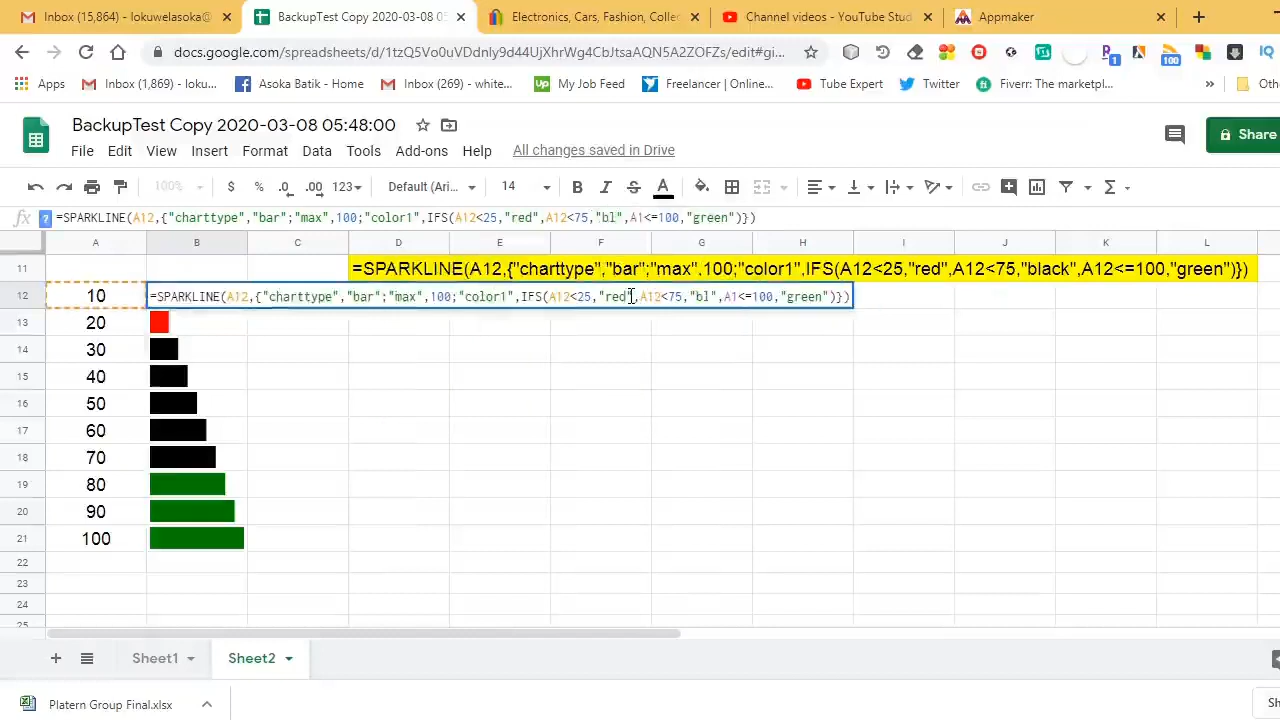 Inbox (15,864) - lokuwelasoka@
BackupTest Copy 2020-03-08 05
Electronics, Cars, Fashion, Collec
Channel videos - YouTube Stud
Appmaker
docs.google.com/spreadsheets/d/1tzQ5Vo0uVDdnly9d44UjXhrWg4CbJtsaAQN5A2ZOFZs/edit#gi...
1
100
IQ
Apps
Inbox (1,869) - loku...
Asoka Batik - Home
Inbox (269) - white...
My Job Feed
Freelancer | Online...
Tube Expert
Twitter
Fiverr: The marketpl...
Othe
BackupTest Copy 2020-03-08 05:48:00
Share
File Edit View Insert Format Data Tools Add-ons Help All changes saved in Drive
100% $ % .0 .00 123 Default (Ari... 14 B I S A Σ
fx ? =SPARKLINE(A12,{"charttype","bar";"max",100;"color1",IFS(A12<25,"red",A12<75,"bl",A1<=100,"green")})
A B C D E F G H I J K L
11 =SPARKLINE(A12,{"charttype","bar";"max",100;"color1",IFS(A12<25,"red",A12<75,"black",A12<=100,"green")})
12 10 =SPARKLINE(A12,{"charttype","bar";"max",100;"color1",IFS(A12<25,"red",A12<75,"bl",A1<=100,"green")})
13 20
14 30
15 40
16 50
17 60
18 70
19 80
20 90
21 100
22
23
24
25
Sheet1 Sheet2
Platern Group Final.xlsx
Sh